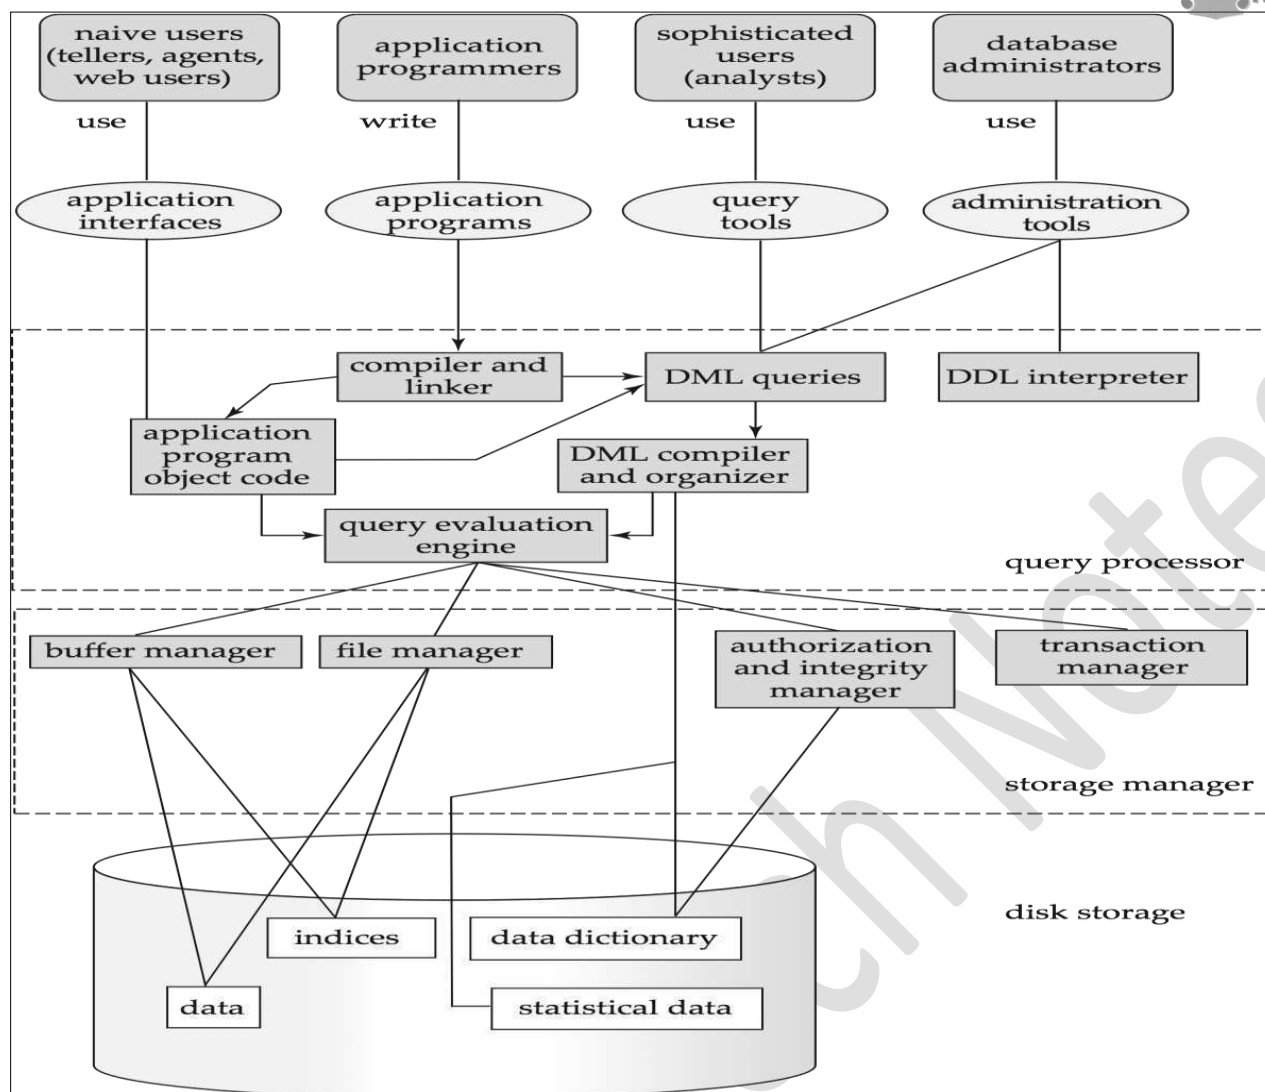 naive users
(tellers, agents,
web users)
application
programmers
sophisticated
users
(analysts)
database
administrators
use
write
use
use
application
interfaces
application
programs
query
tools
administration
tools
compiler and
linker
DML queries
DDL interpreter
application
program
object code
DML compiler
and organizer
query evaluation
engine
query processor
buffer manager
file manager
authorization
and integrity
manager
transaction
manager
storage manager
disk storage
indices
data dictionary
data
statistical data